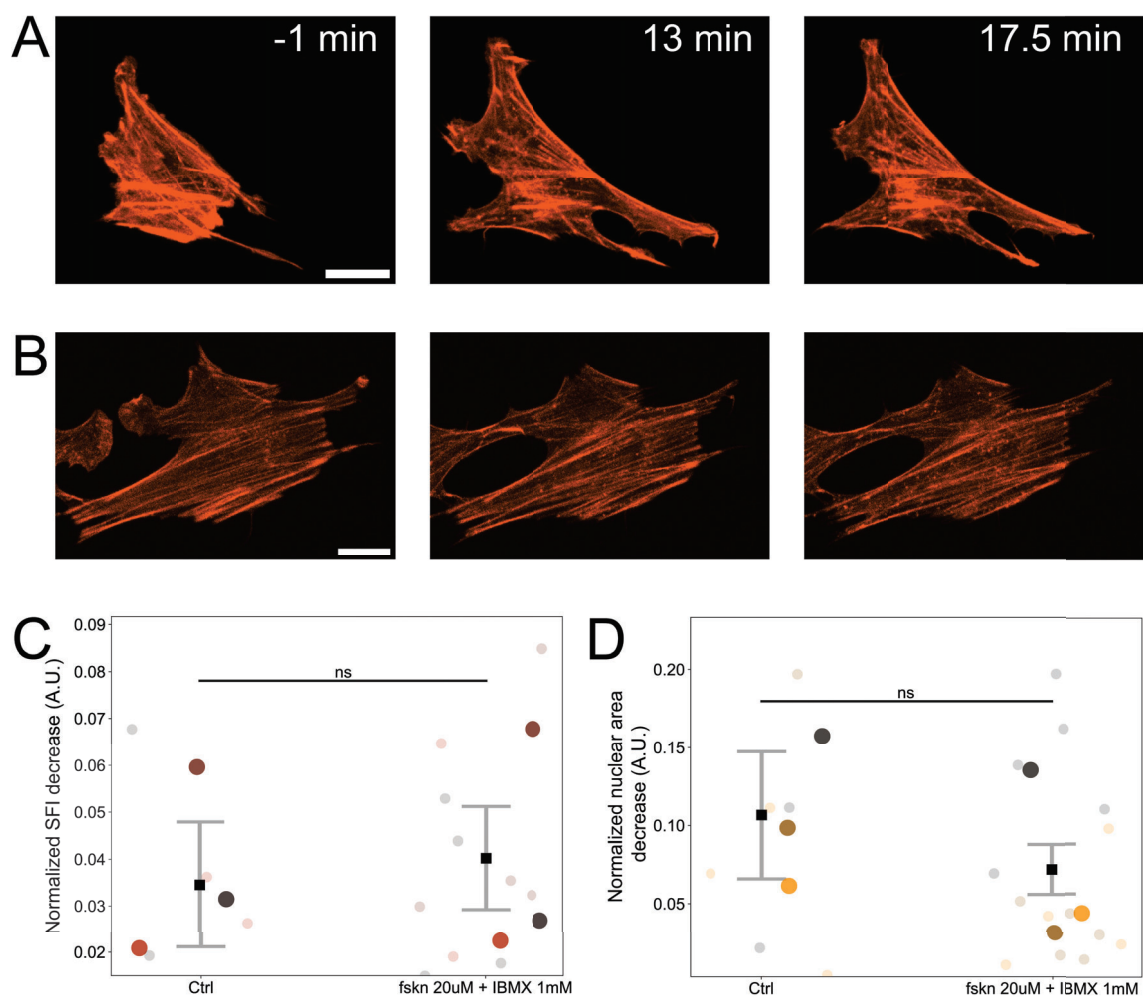 A
-1 min
13 min
17.5 min
B
C
Normalized SFI decrease (A.U.)
0.09
0.08
0.07
0.06
0.05
0.04
0.03
0.02
ns
Ctrl
fskn 20uM + IBMX 1mM
D
Normalized nuclear area
decrease (A.U.)
0.20
0.15
0.10
0.05
ns
Ctrl
fskn 20uM + IBMX 1mM